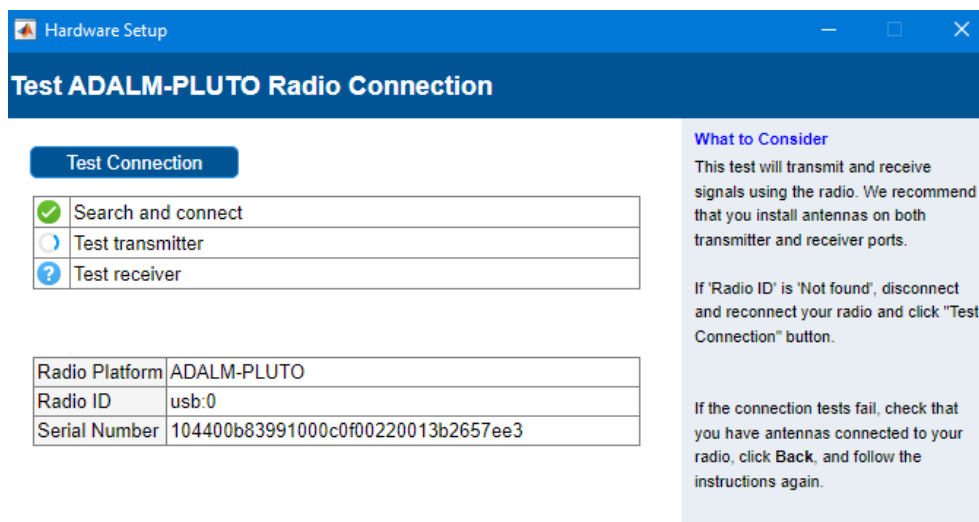 Hardware Setup
Test ADALM-PLUTO Radio Connection
Test Connection
Search and connect
Test transmitter
Test receiver
Radio Platform ADALM-PLUTO
Radio ID usb:0
Serial Number 104400b83991000c0f00220013b2657ee3
What to Consider
This test will transmit and receive
signals using the radio. We recommend
that you install antennas on both
transmitter and receiver ports.
If 'Radio ID' is 'Not found', disconnect
and reconnect your radio and click "Test
Connection" button.
If the connection tests fail, check that
you have antennas connected to your
radio, click Back, and follow the
instructions again.